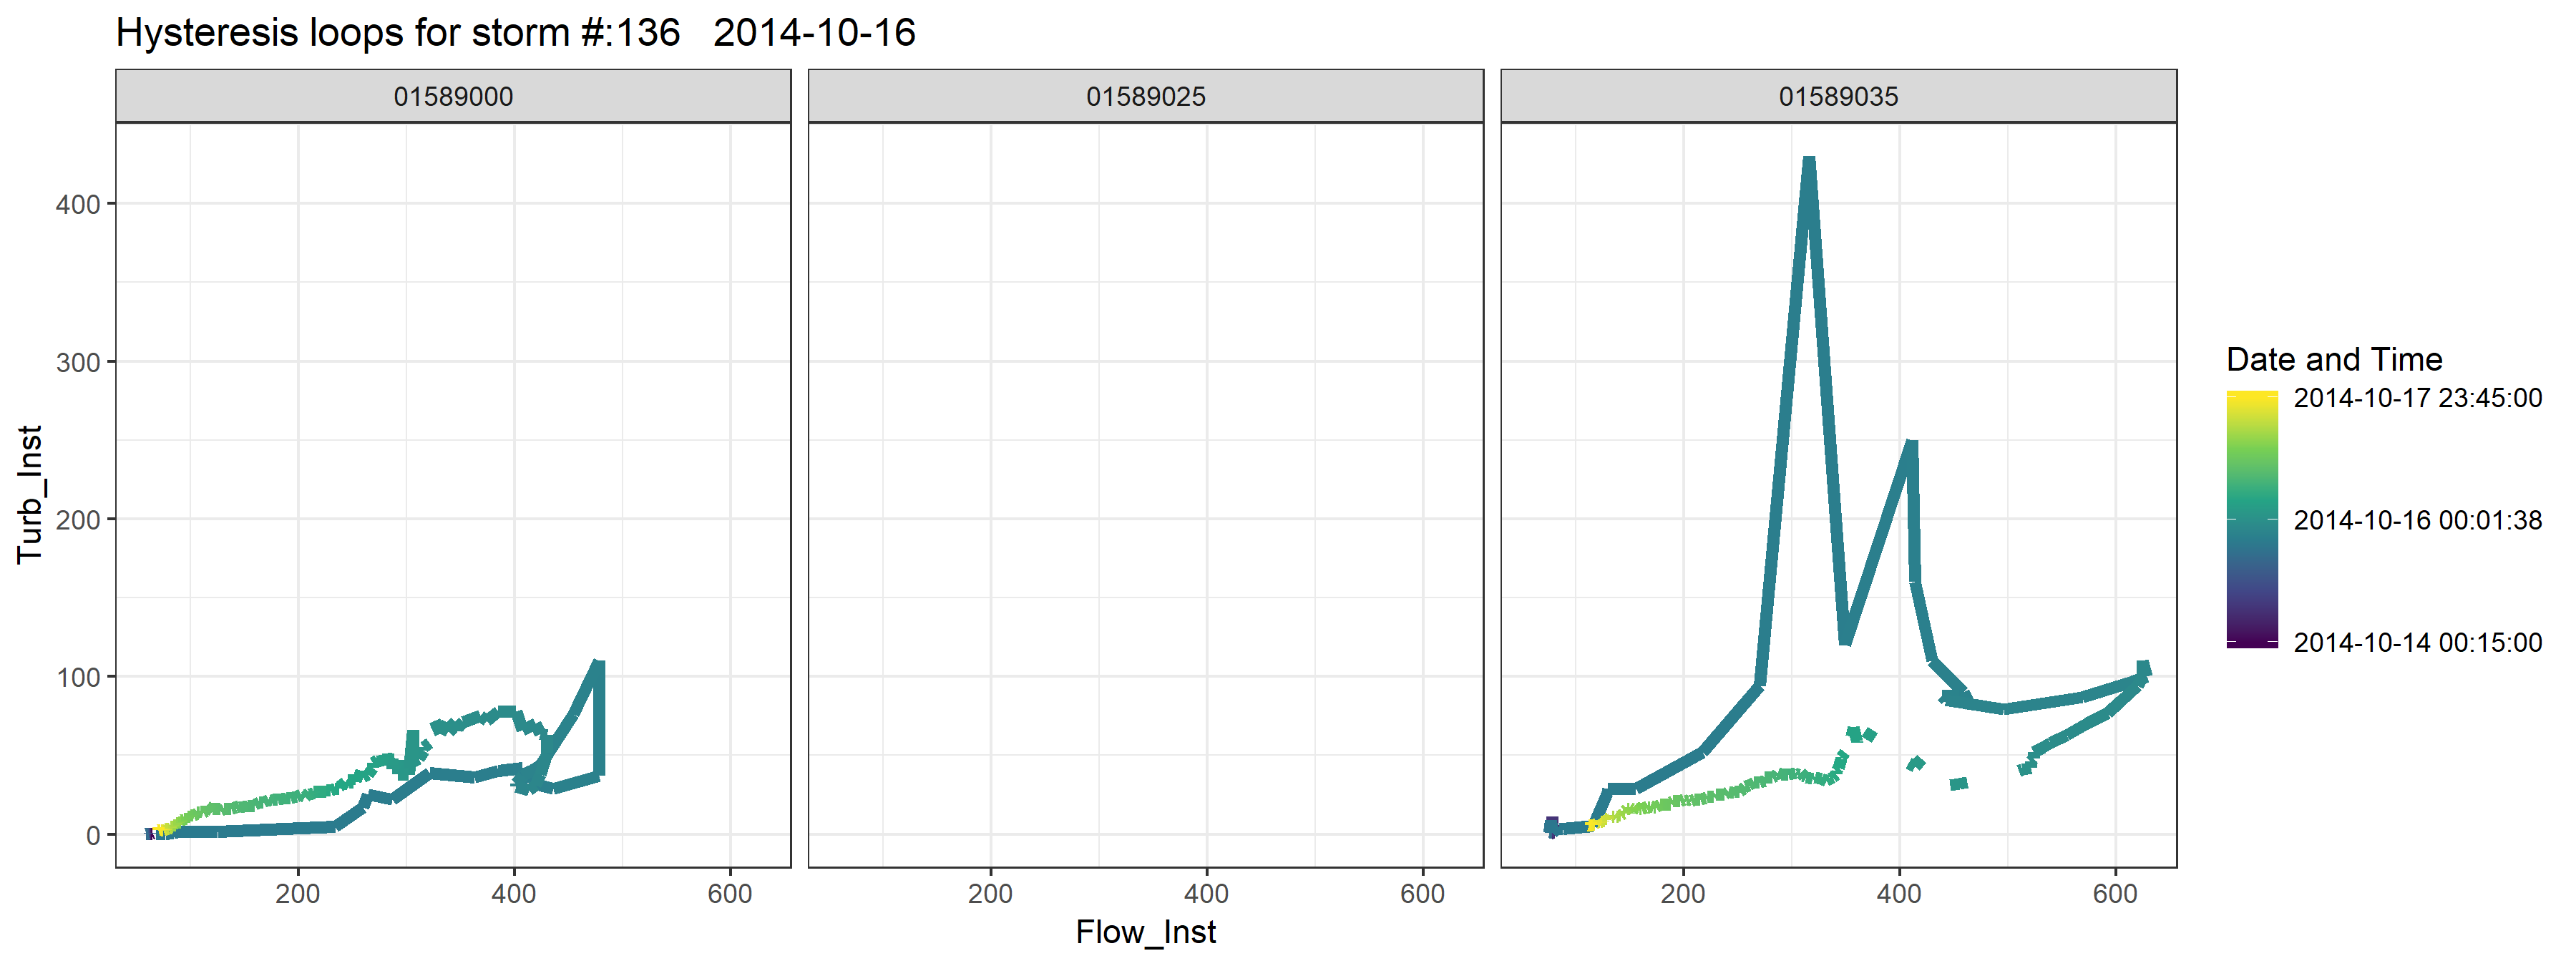 Hysteresis loops for storm #:136   2014-10-16
01589000
01589025
01589035
Turb_Inst
400
300
200
100
0
200 400 600
200 400 600
200 400 600
Flow_Inst
Date and Time
2014-10-17 23:45:00
2014-10-16 00:01:38
2014-10-14 00:15:00